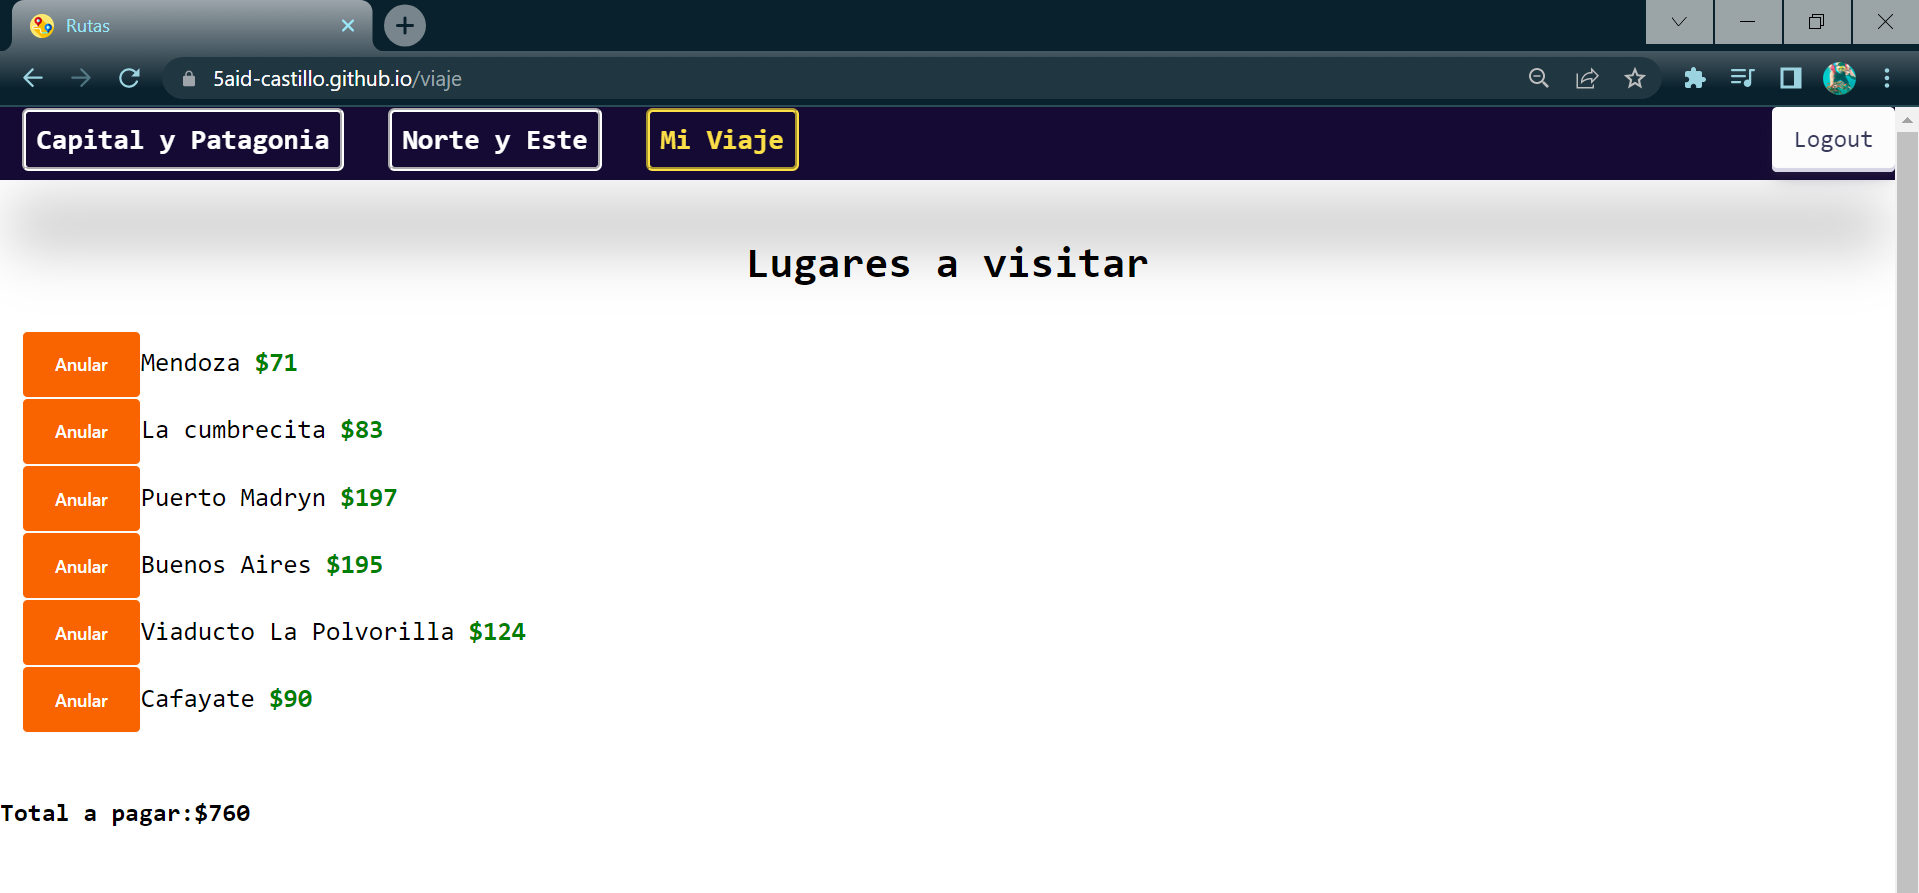 Rutas
5aid-castillo.github.io/viaje
Capital y Patagonia Norte y Este Mi Viaje Logout
Lugares a visitar
Anular Mendoza $71
Anular La cumbrecita $83
Anular Puerto Madryn $197
Anular Buenos Aires $195
Anular Viaducto La Polvorilla $124
Anular Cafayate $90
Total a pagar:$760